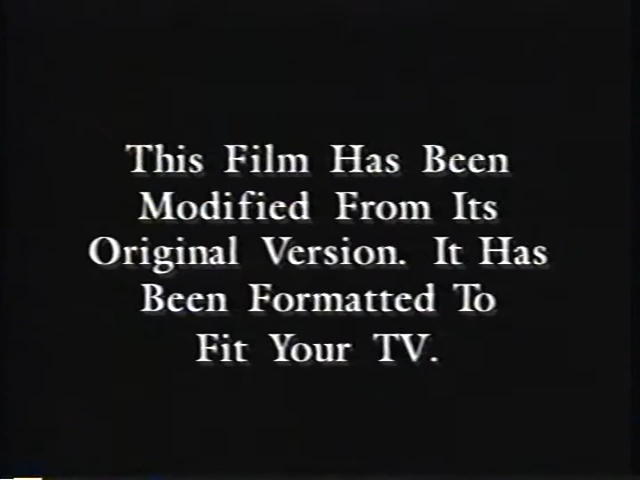 This Film Has Been
Modified From Its
Original Version. It Has
Been Formatted To
Fit Your TV.